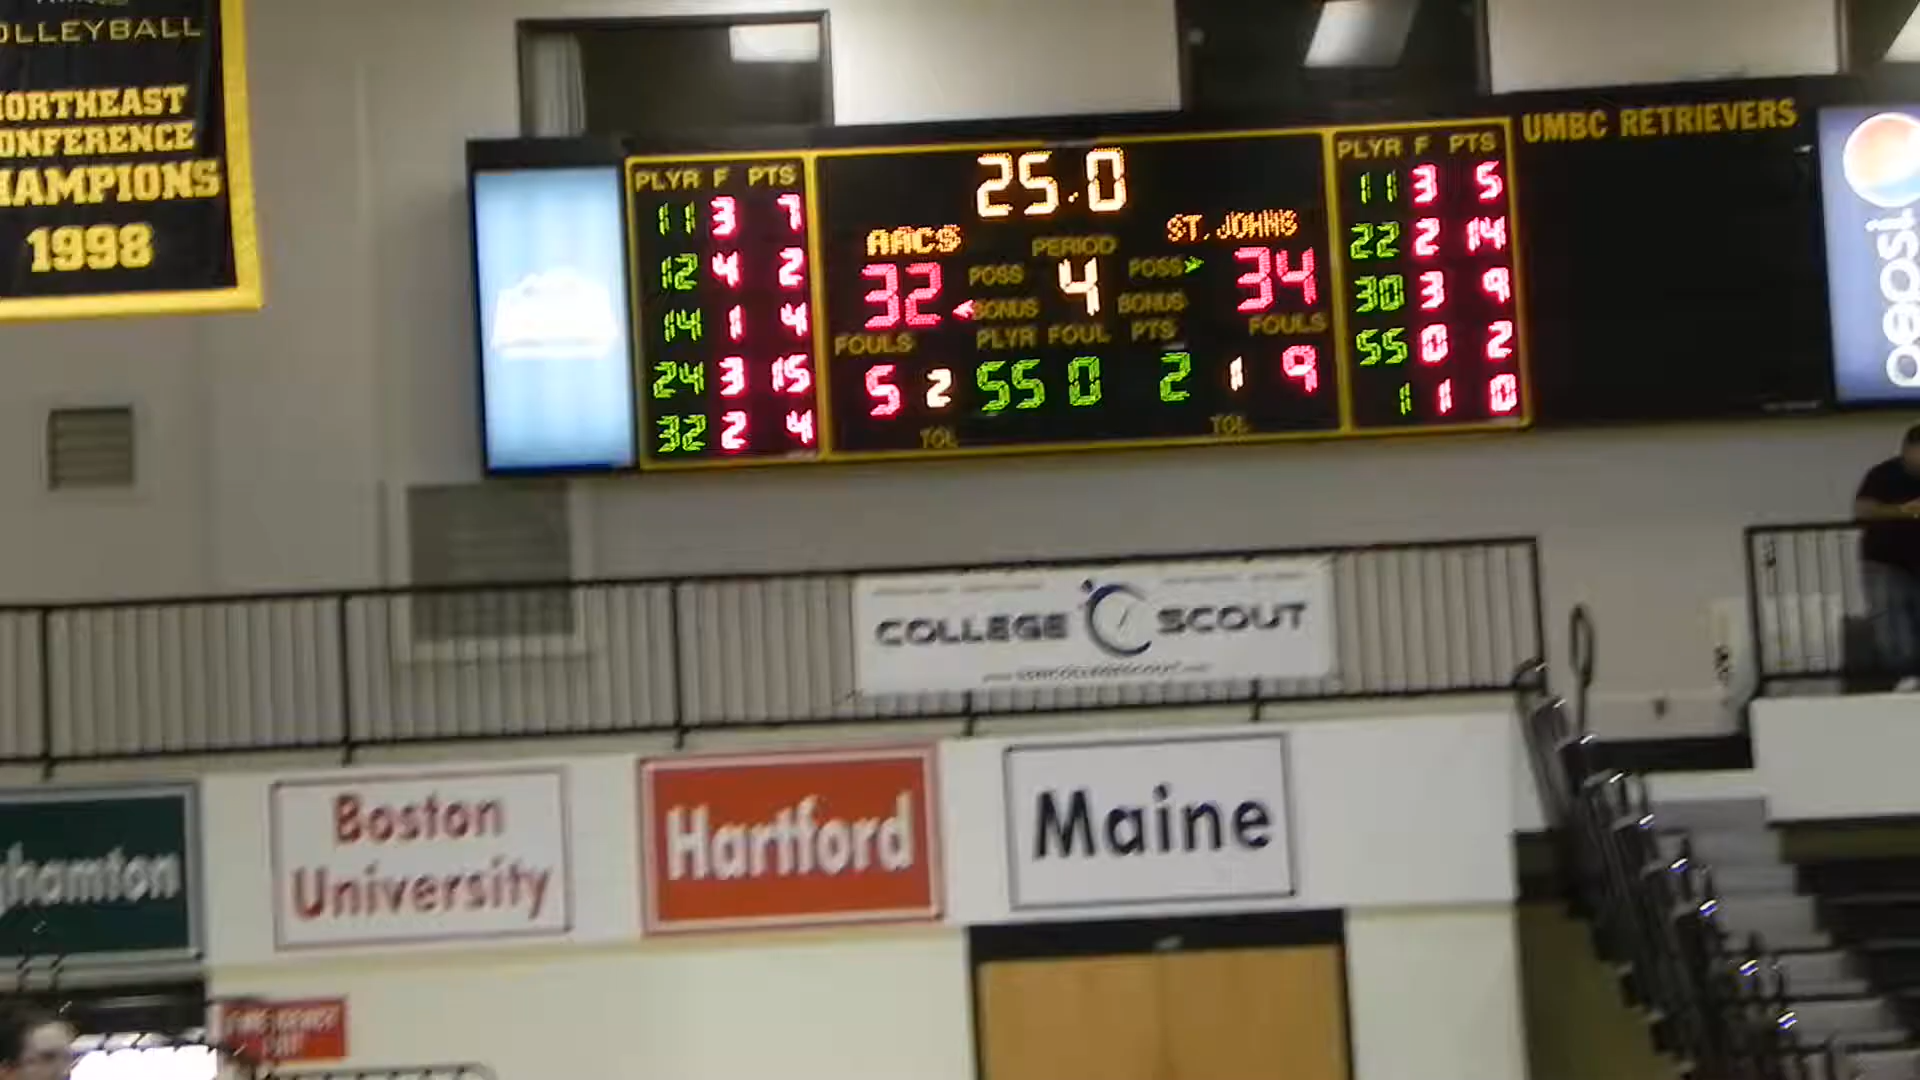 OLLEYBALL
ORTHEAST
ONFERENCE
HAMPIONS
1998
PLYR F PTS
11 3 7
12 4 2
14 1 4
24 3 15
32 2 4
25.0
AACS
ST. JOHNS
PERIOD
32
POSS
4
POSS
34
BONUS
BONUS
FOULS
PLYR FOUL PTS
FOULS
5 2 55 0 2 1 9
TOL
TOL
PLYR F PTS
11 3 5
22 2 14
30 3 9
55 0 2
1 1 0
UMBC RETRIEVERS
pepsi
COLLEGE SCOUT
hamton
Boston
University
Hartford
Maine